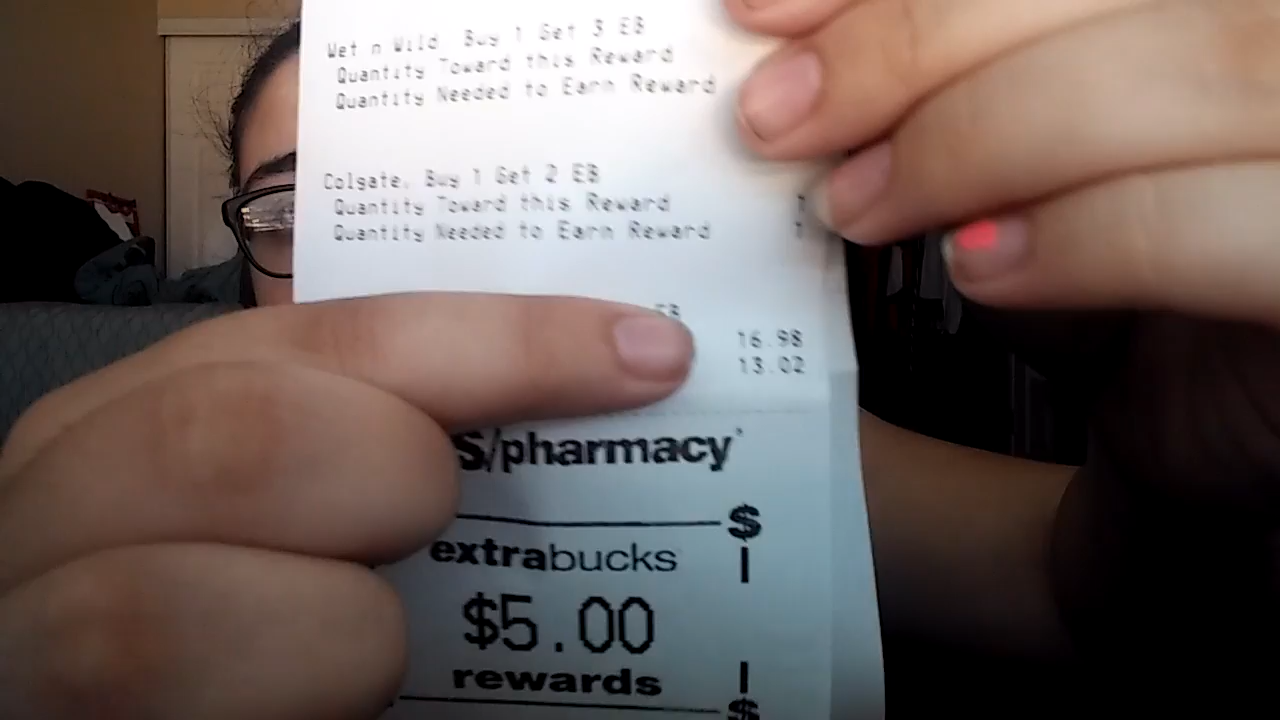 Wet n Wild Buy 1 Get 3 EB
Quantity Toward this Reward
Quantity Needed to Earn Reward
Colgate, Buy 1 Get 2 EB
Quantity Toward this Reward
Quantity Needed to Earn Reward 1
EB
16.98
13.02
S/pharmacy
$
extrabucks
$5.00
rewards
$